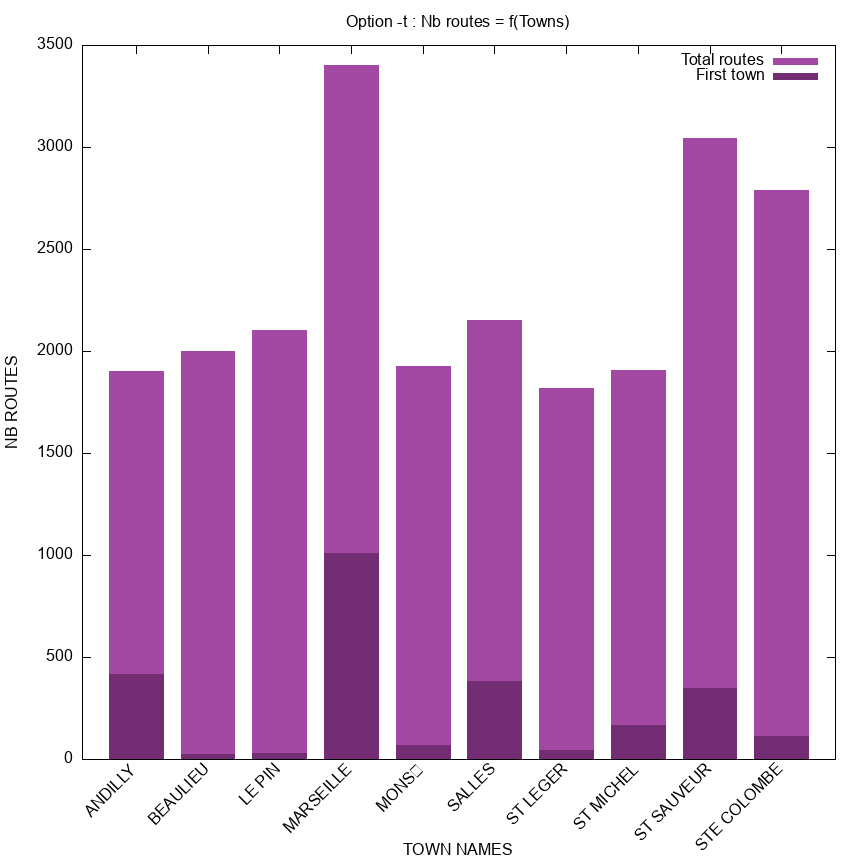 Option -t : Nb routes = f(Towns)
Total routes
First town
3500
3000
2500
2000
1500
1000
500
0
NB ROUTES
ANDILLY
BEAULIEU
LE PIN
MARSEILLE
MONS□
SALLES
ST LEGER
ST MICHEL
ST SAUVEUR
STE COLOMBE
TOWN NAMES